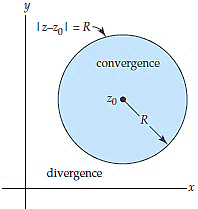 y
|z–z₀| = R
convergence
z₀
R
divergence
x